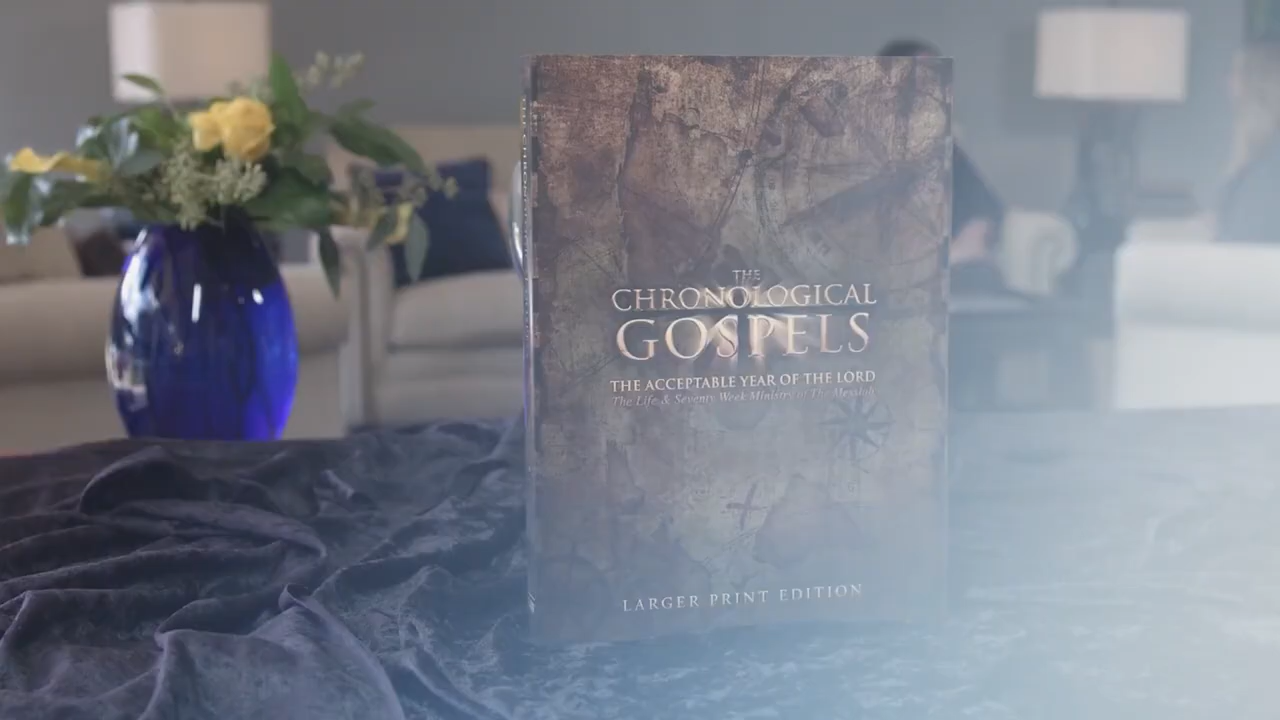 THE
CHRONOLOGICAL
GOSPELS
THE ACCEPTABLE YEAR OF THE LORD
The Life & Seventy Week Ministry of The Messiah
LARGER PRINT EDITION